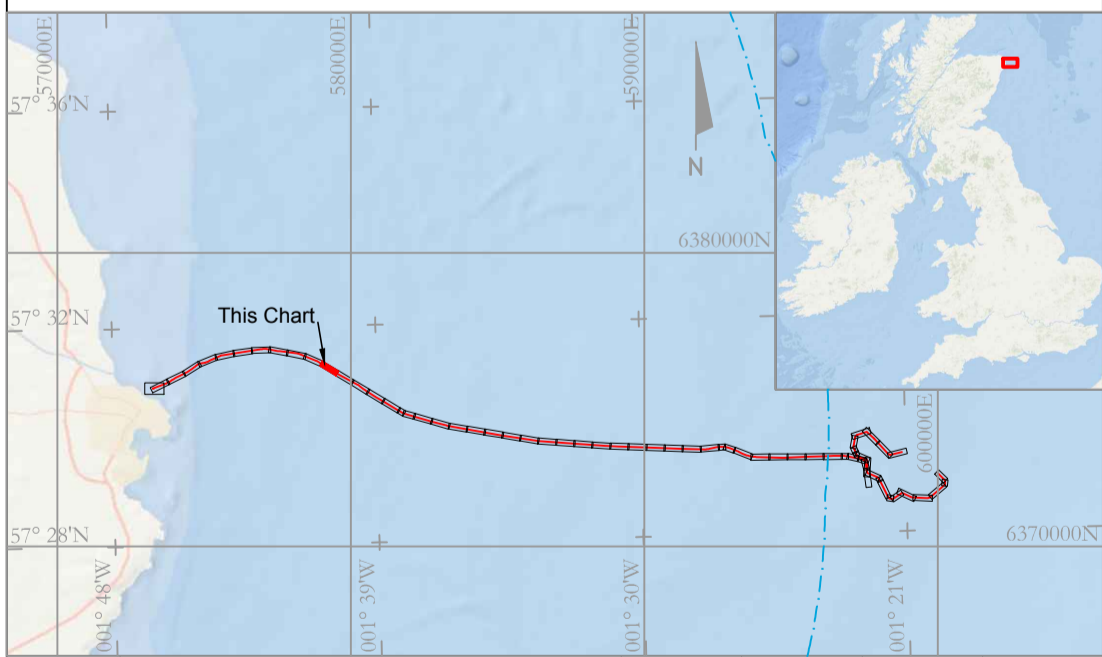 570000E
580000E
590000E
57° 36'N
N
6380000N
This Chart
57° 32'N
600000E
57° 28'N
6370000N
001° 48'W
001° 39'W
001° 30'W
001° 21'W